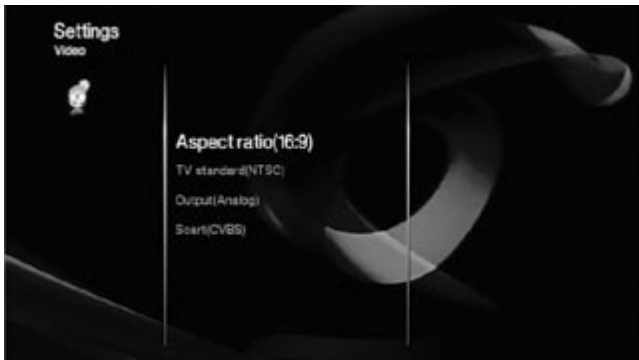 Settings
Video
Aspect ratio(16:9)
TV standard(NTSC)
Output(Analog)
Scart(CVBS)